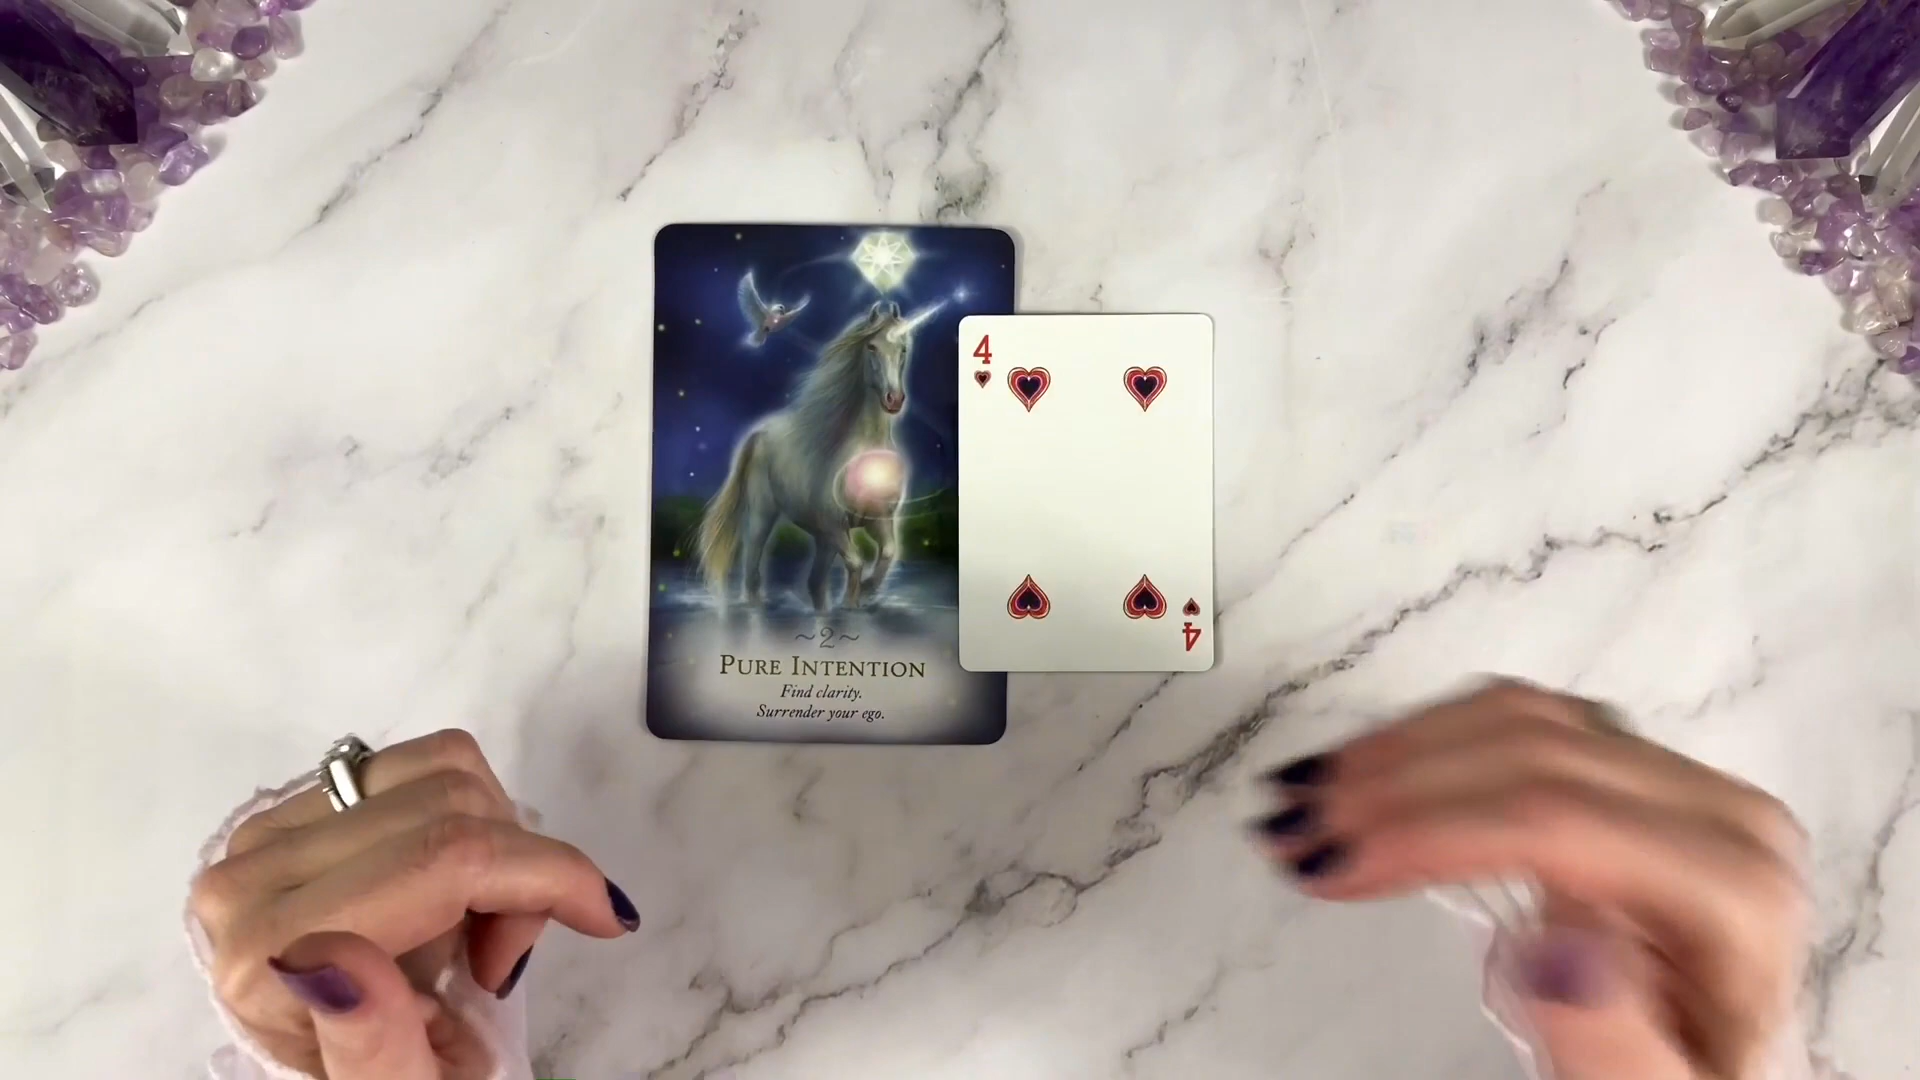 ~2~
PURE INTENTION
Find clarity.
Surrender your ego.
4
4